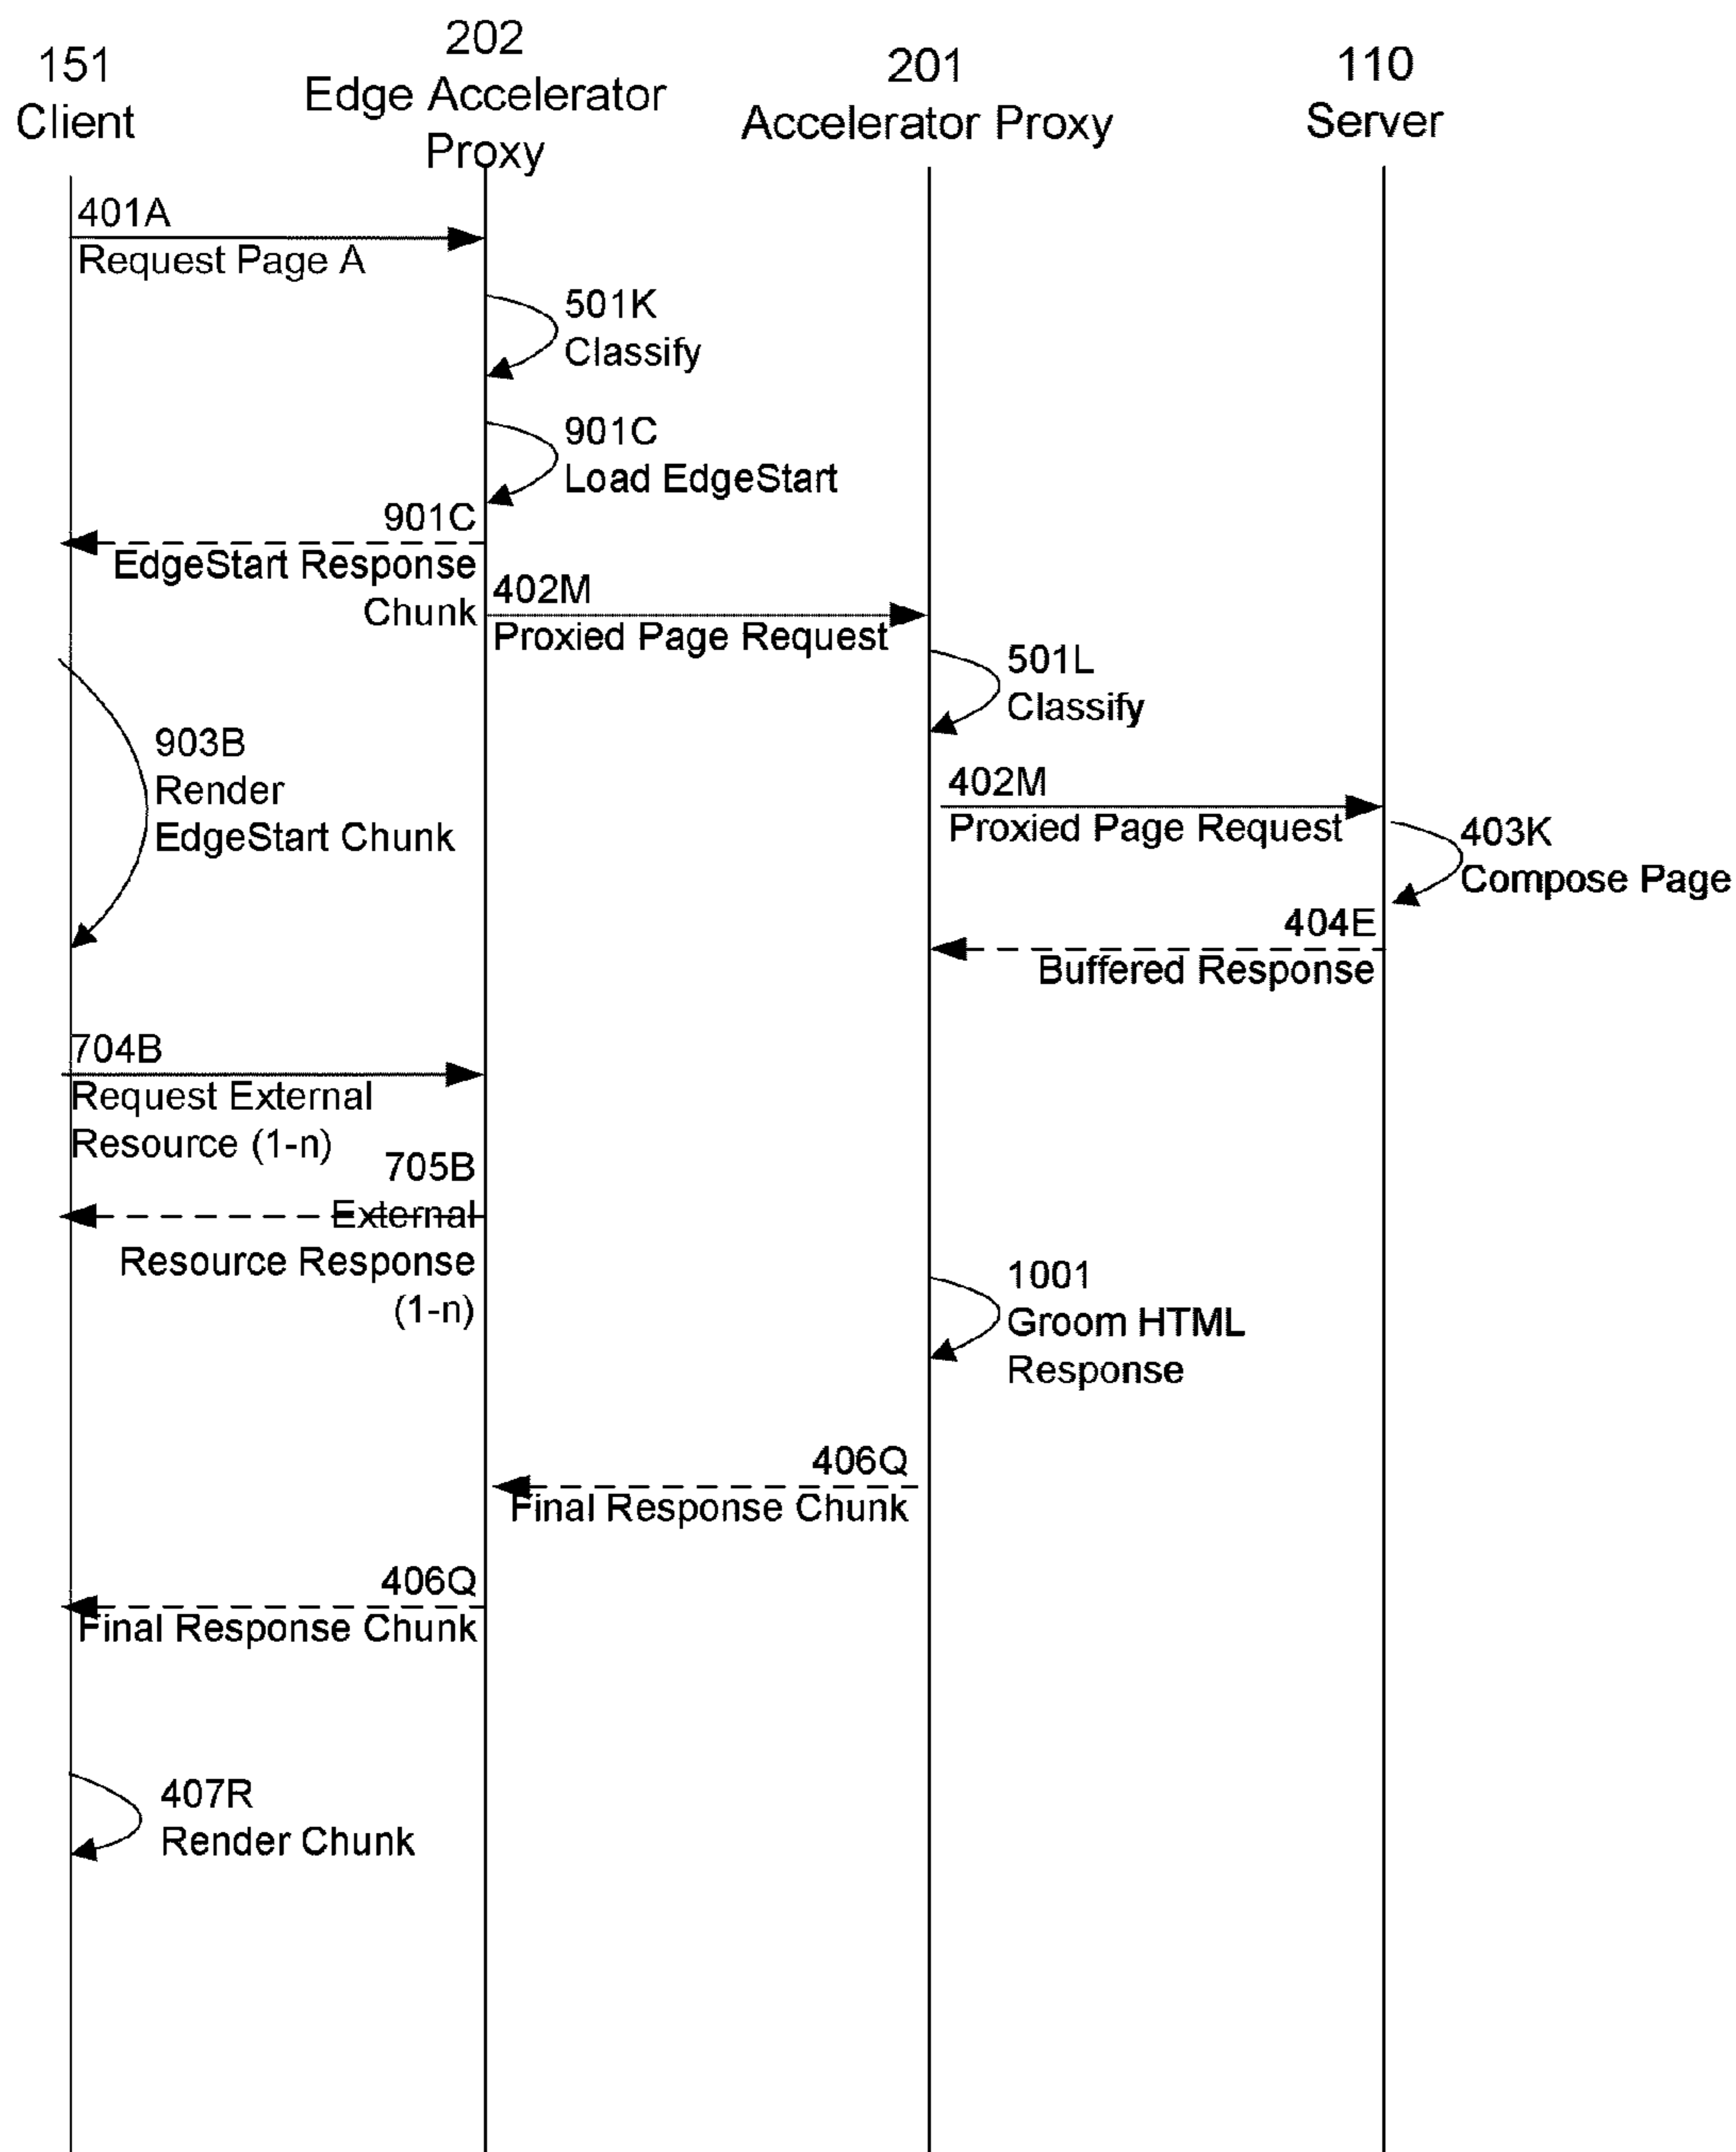 151
Client
202
Edge Accelerator
Proxy
201
Accelerator Proxy
110
Server
401A
Request Page A
501K
Classify
901C
Load EdgeStart
901C
EdgeStart Response
Chunk
402M
Proxied Page Request
501L
Classify
903B
Render
EdgeStart Chunk
402M
Proxied Page Request
403K
Compose Page
404E
Buffered Response
704B
Request External
Resource (1-n)
705B
External
Resource Response
(1-n)
1001
Groom HTML
Response
406Q
Final Response Chunk
406Q
Final Response Chunk
407R
Render Chunk